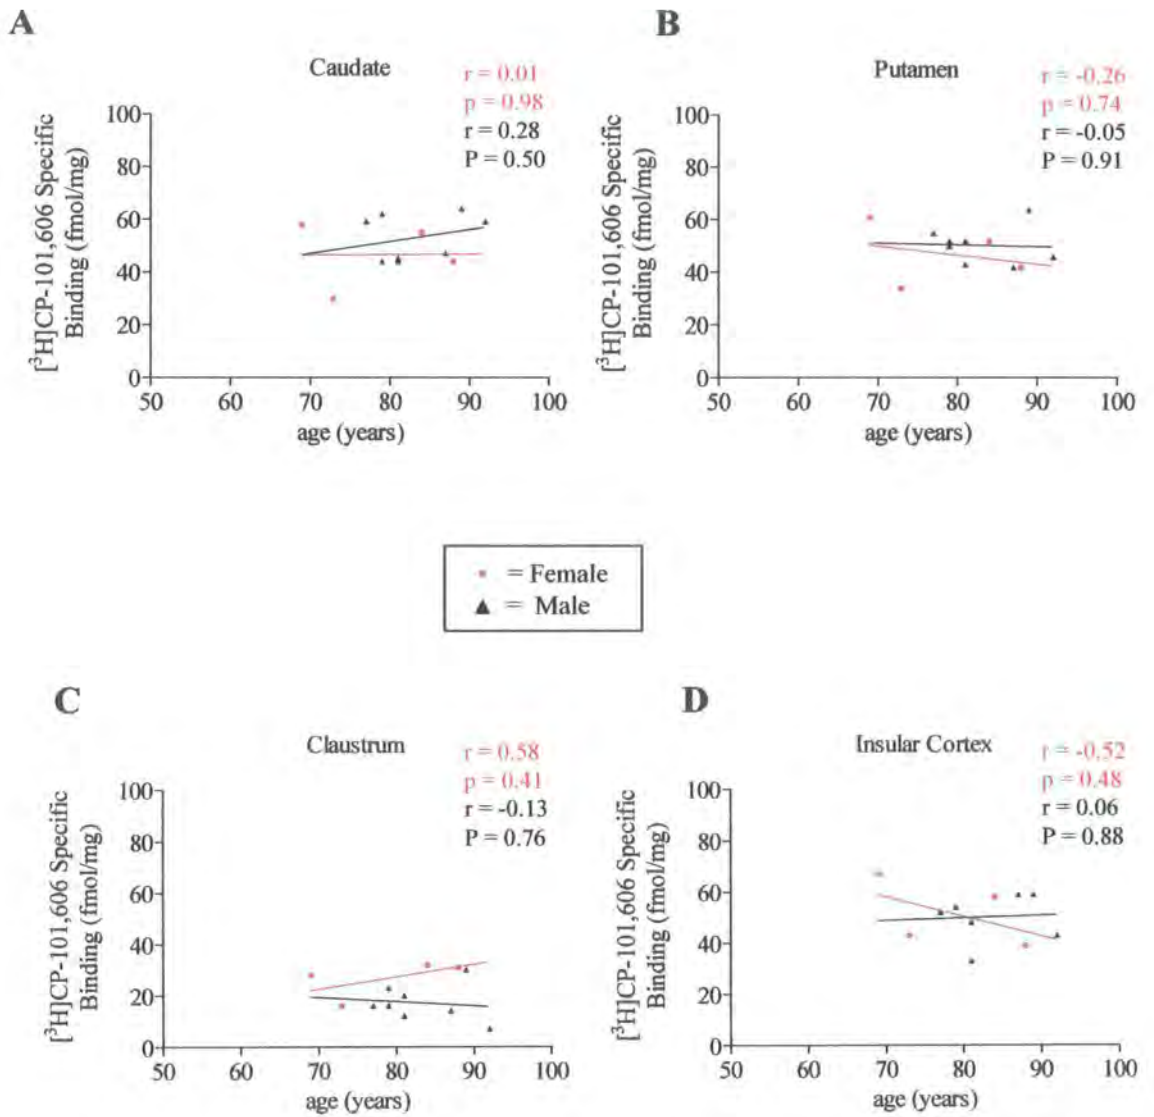 A
Caudate
r = 0.01
p = 0.98
r = 0.28
P = 0.50
[³H]CP-101,606 Specific
Binding (fmol/mg)
100
80
60
40
20
0
50 60 70 80 90 100
age (years)
B
Putamen
r = -0.26
p = 0.74
r = -0.05
P = 0.91
[³H]CP-101,606 Specific
Binding (fmol/mg)
100
80
60
40
20
0
50 60 70 80 90 100
age (years)
= Female
= Male
C
Claustrum
r = 0.58
p = 0.41
r = -0.13
P = 0.76
[³H]CP-101,606 Specific
Binding (fmol/mg)
100
80
60
40
20
0
50 60 70 80 90 100
age (years)
D
Insular Cortex
r = -0.52
p = 0.48
r = 0.06
P = 0.88
[³H]CP-101,606 Specific
Binding (fmol/mg)
100
80
60
40
20
0
50 60 70 80 90 100
age (years)